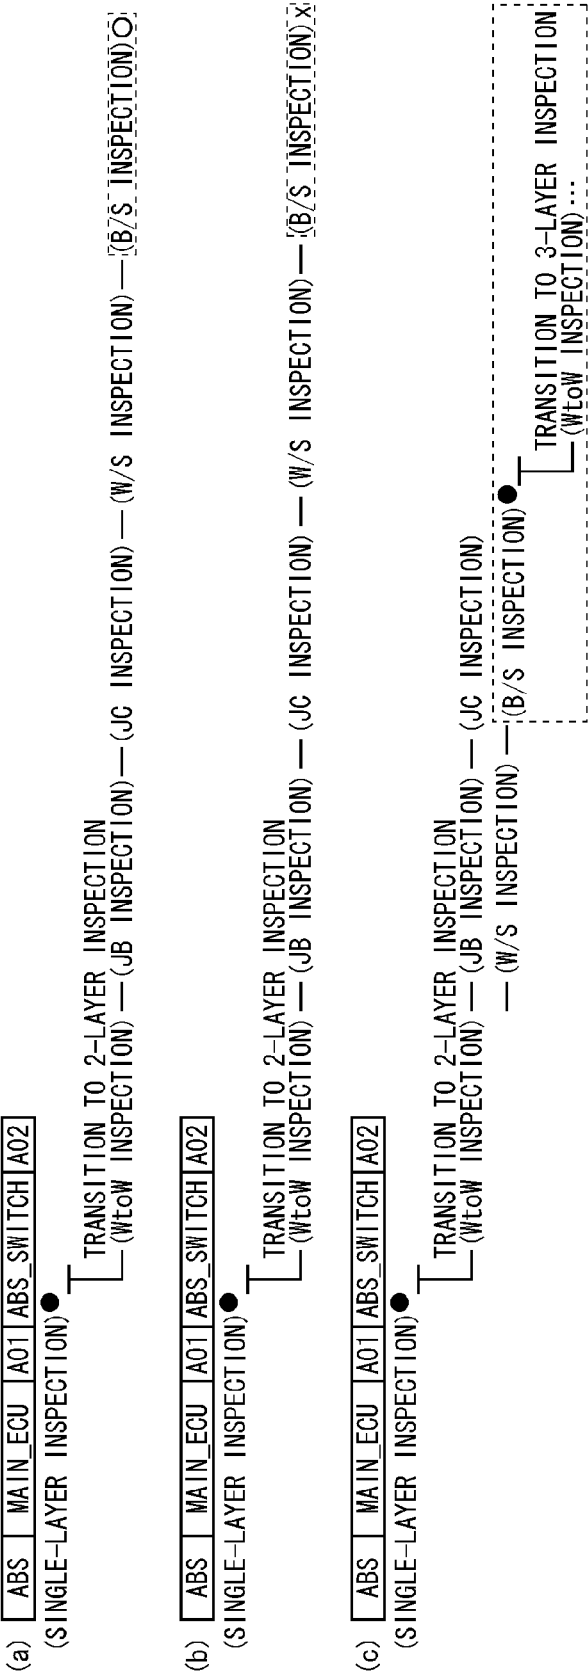 (a) ABS MAIN_ECU A01 ABS_SWITCH A02
(SINGLE-LAYER INSPECTION) ●
TRANSITION TO 2-LAYER INSPECTION
(WtoW INSPECTION) — (JB INSPECTION) — (JC INSPECTION) — (W/S INSPECTION) — (B/S INSPECTION) ○
(b) ABS MAIN_ECU A01 ABS_SWITCH A02
(SINGLE-LAYER INSPECTION) ●
TRANSITION TO 2-LAYER INSPECTION
(WtoW INSPECTION) — (JB INSPECTION) — (JC INSPECTION) — (W/S INSPECTION) — (B/S INSPECTION) x
(c) ABS MAIN_ECU A01 ABS_SWITCH A02
(SINGLE-LAYER INSPECTION) ●
TRANSITION TO 2-LAYER INSPECTION
(WtoW INSPECTION) — (JB INSPECTION) — (JC INSPECTION)
— (W/S INSPECTION) — (B/S INSPECTION) ●
TRANSITION TO 3-LAYER INSPECTION
(WtoW INSPECTION)...